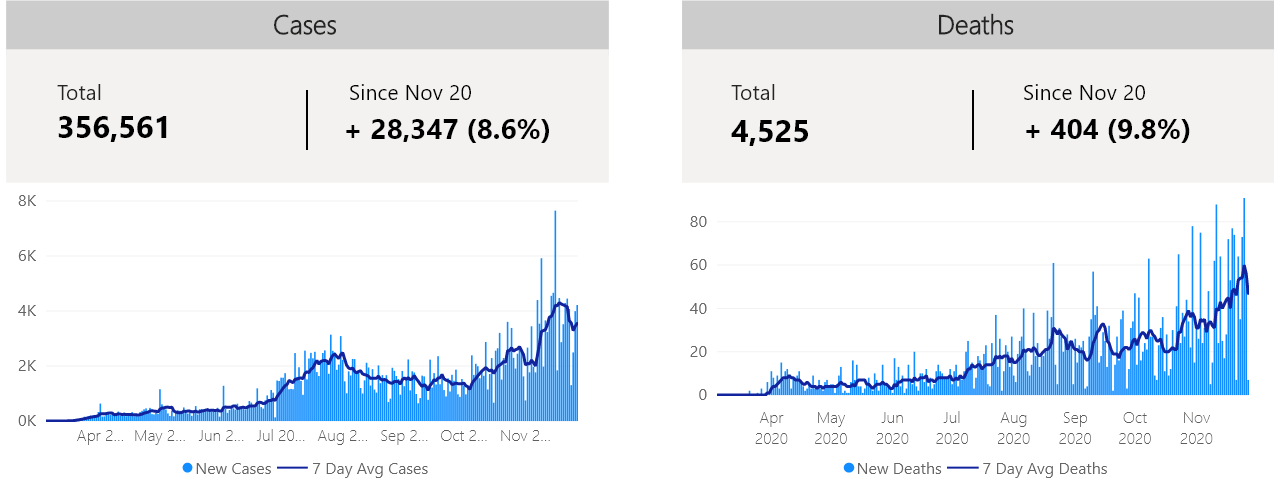 Cases
Total
356,561
Since Nov 20
+ 28,347 (8.6%)
8K
6K
4K
2K
0K
Apr 2... May 2... Jun 2... Jul 20... Aug 2... Sep 2... Oct 2... Nov 2...
New Cases 7 Day Avg Cases
Deaths
Total
4,525
Since Nov 20
+ 404 (9.8%)
80
60
40
20
0
Apr May Jun Jul Aug Sep Oct Nov
2020 2020 2020 2020 2020 2020 2020 2020
New Deaths 7 Day Avg Deaths